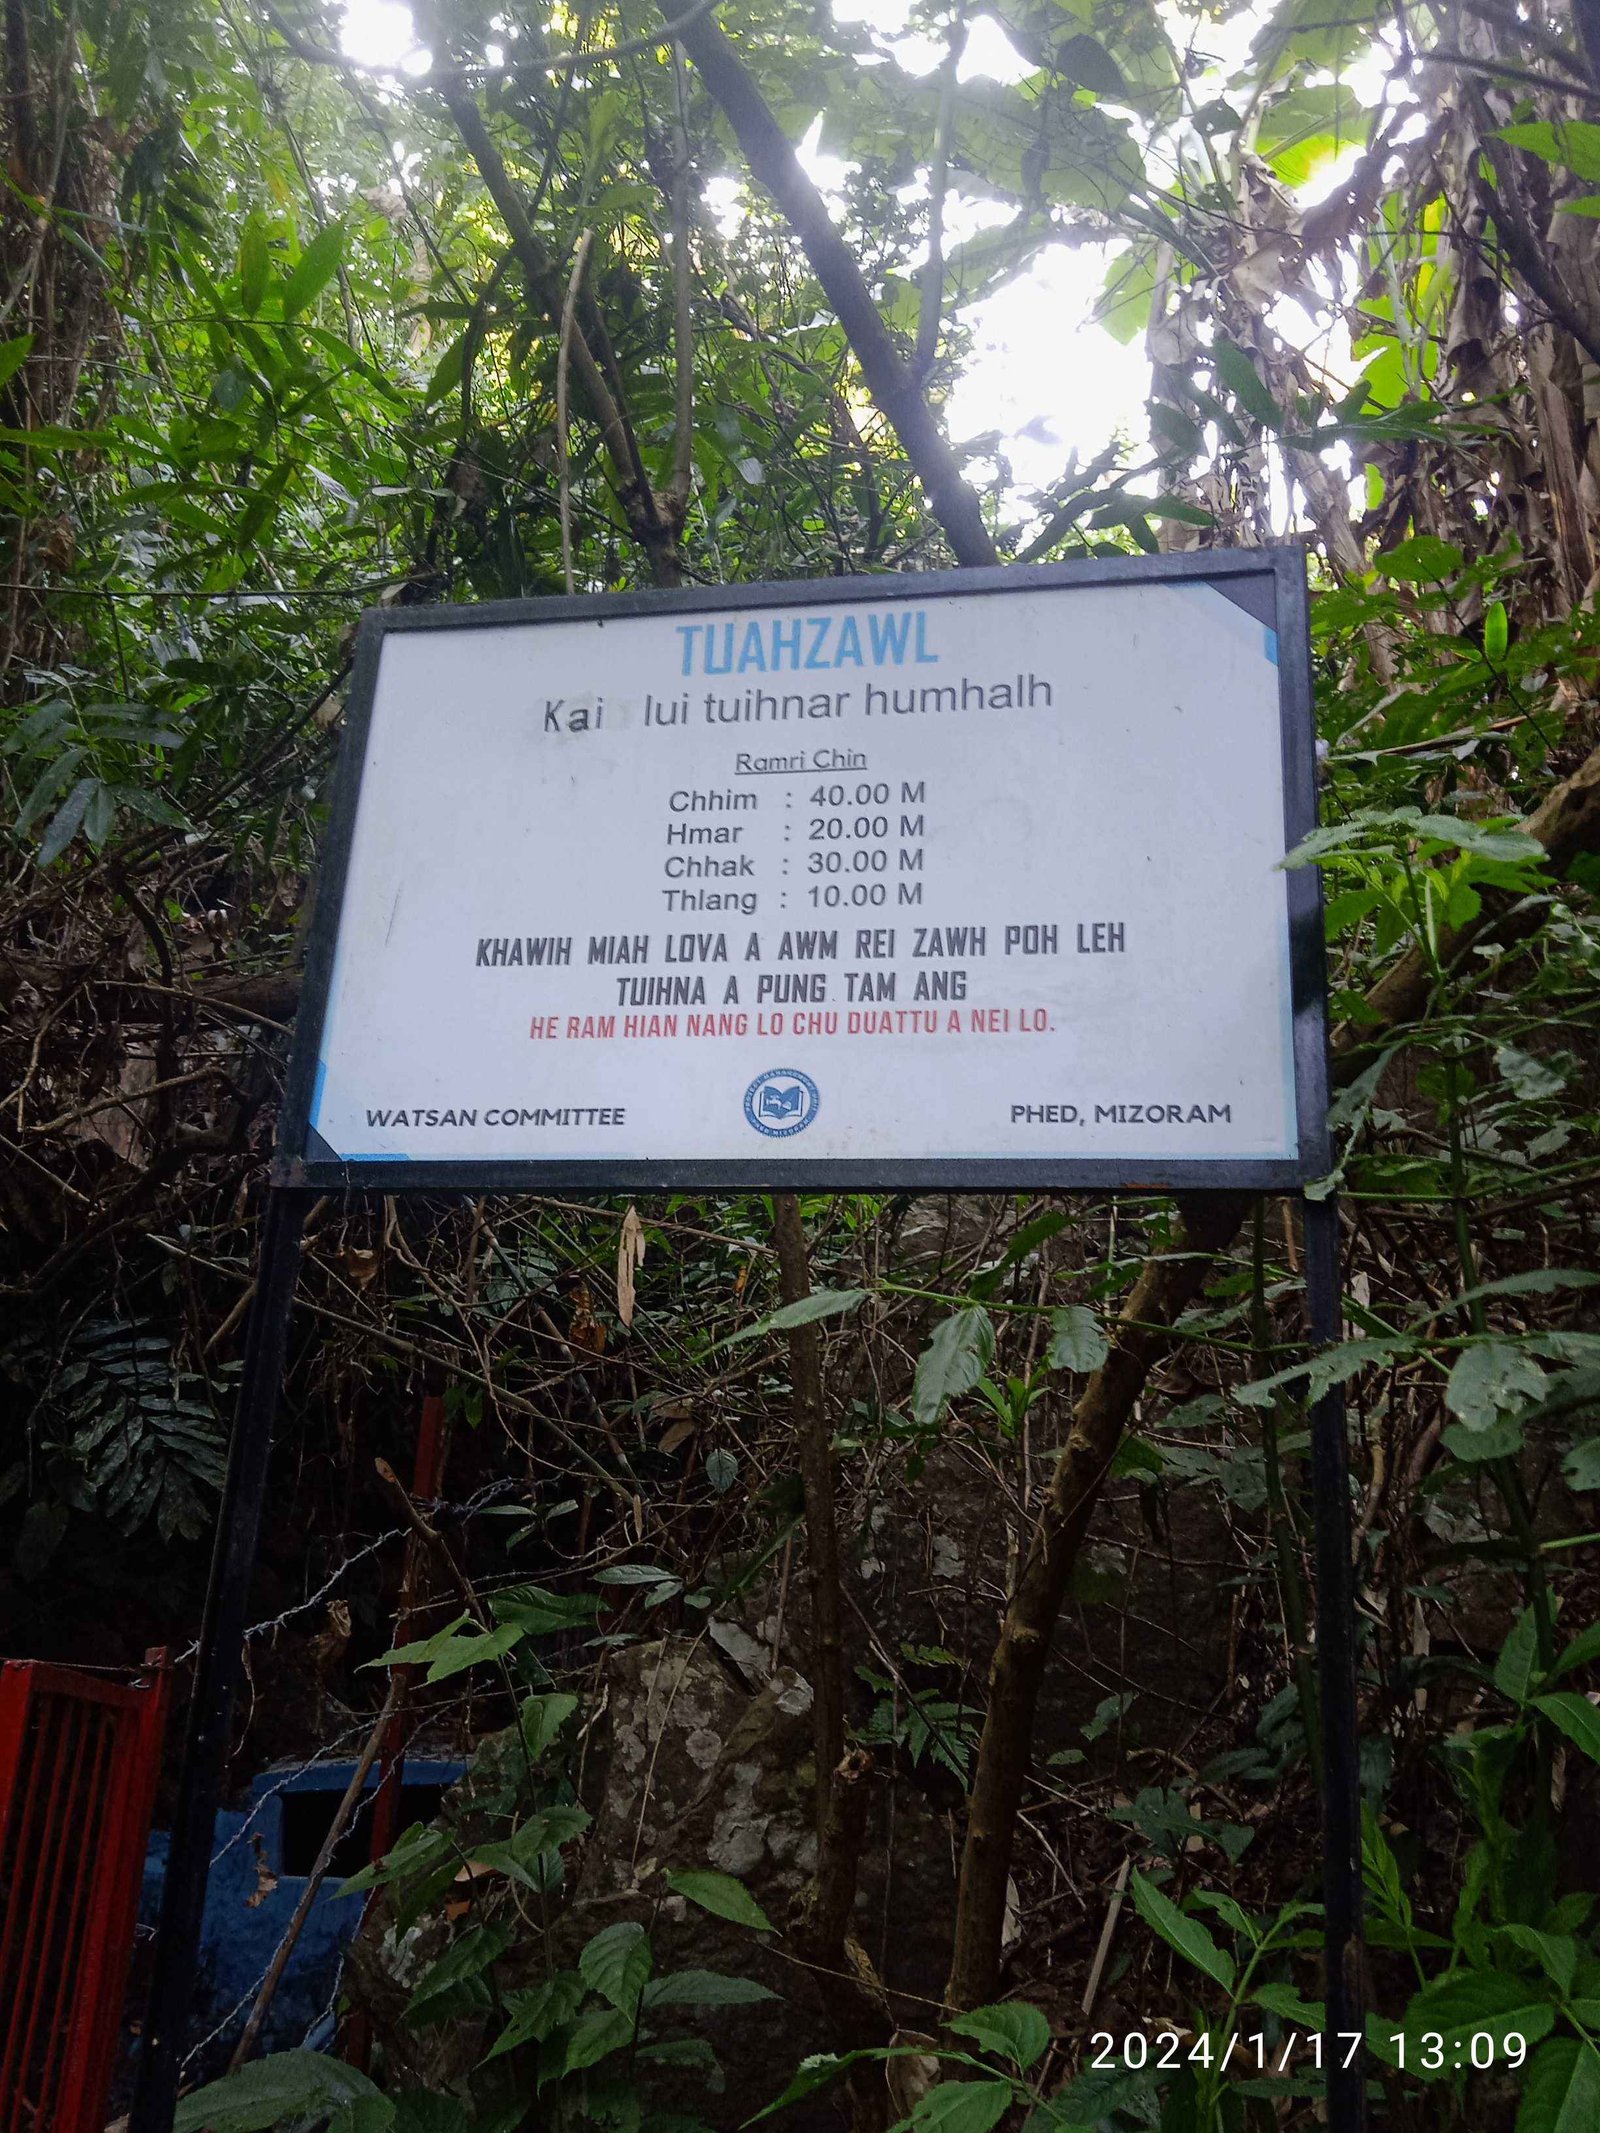 TUAHZAWL
Kai lui tuihnar humhalh
Ramri Chin
Chhim : 40.00 M
Hmar : 20.00 M
Chhak : 30.00 M
Thlang : 10.00 M
KHAWIH MIAH LOVA A AWM REI ZAWH POH LEH
TUIHNA A PUNG TAM ANG
HE RAM HIAN NANG LO CHU DUATTU A NEI LO.
WATSAN COMMITTEE
PHED, MIZORAM
2024/1/17 13:09